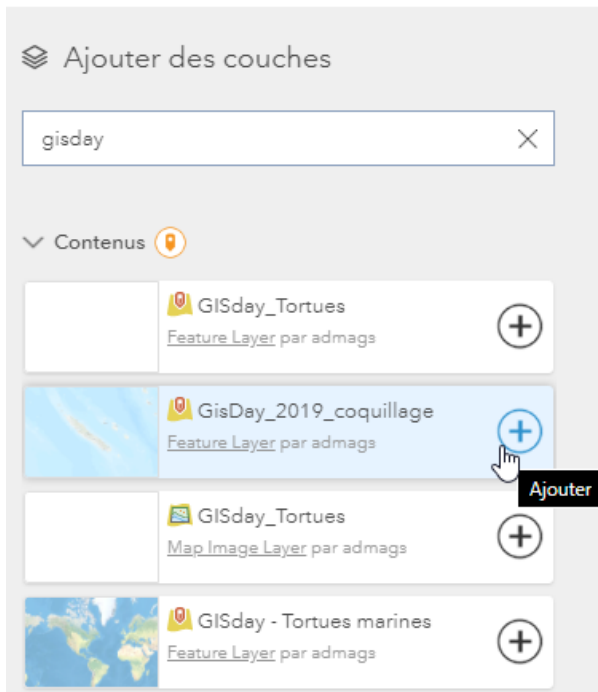 Ajouter des couches
gisday
Contenus
GISday_Tortues
Feature Layer par admags
GisDay_2019_coquillage
Feature Layer par admags
Ajouter
GISday_Tortues
Map Image Layer par admags
GISday - Tortues marines
Feature Layer par admags